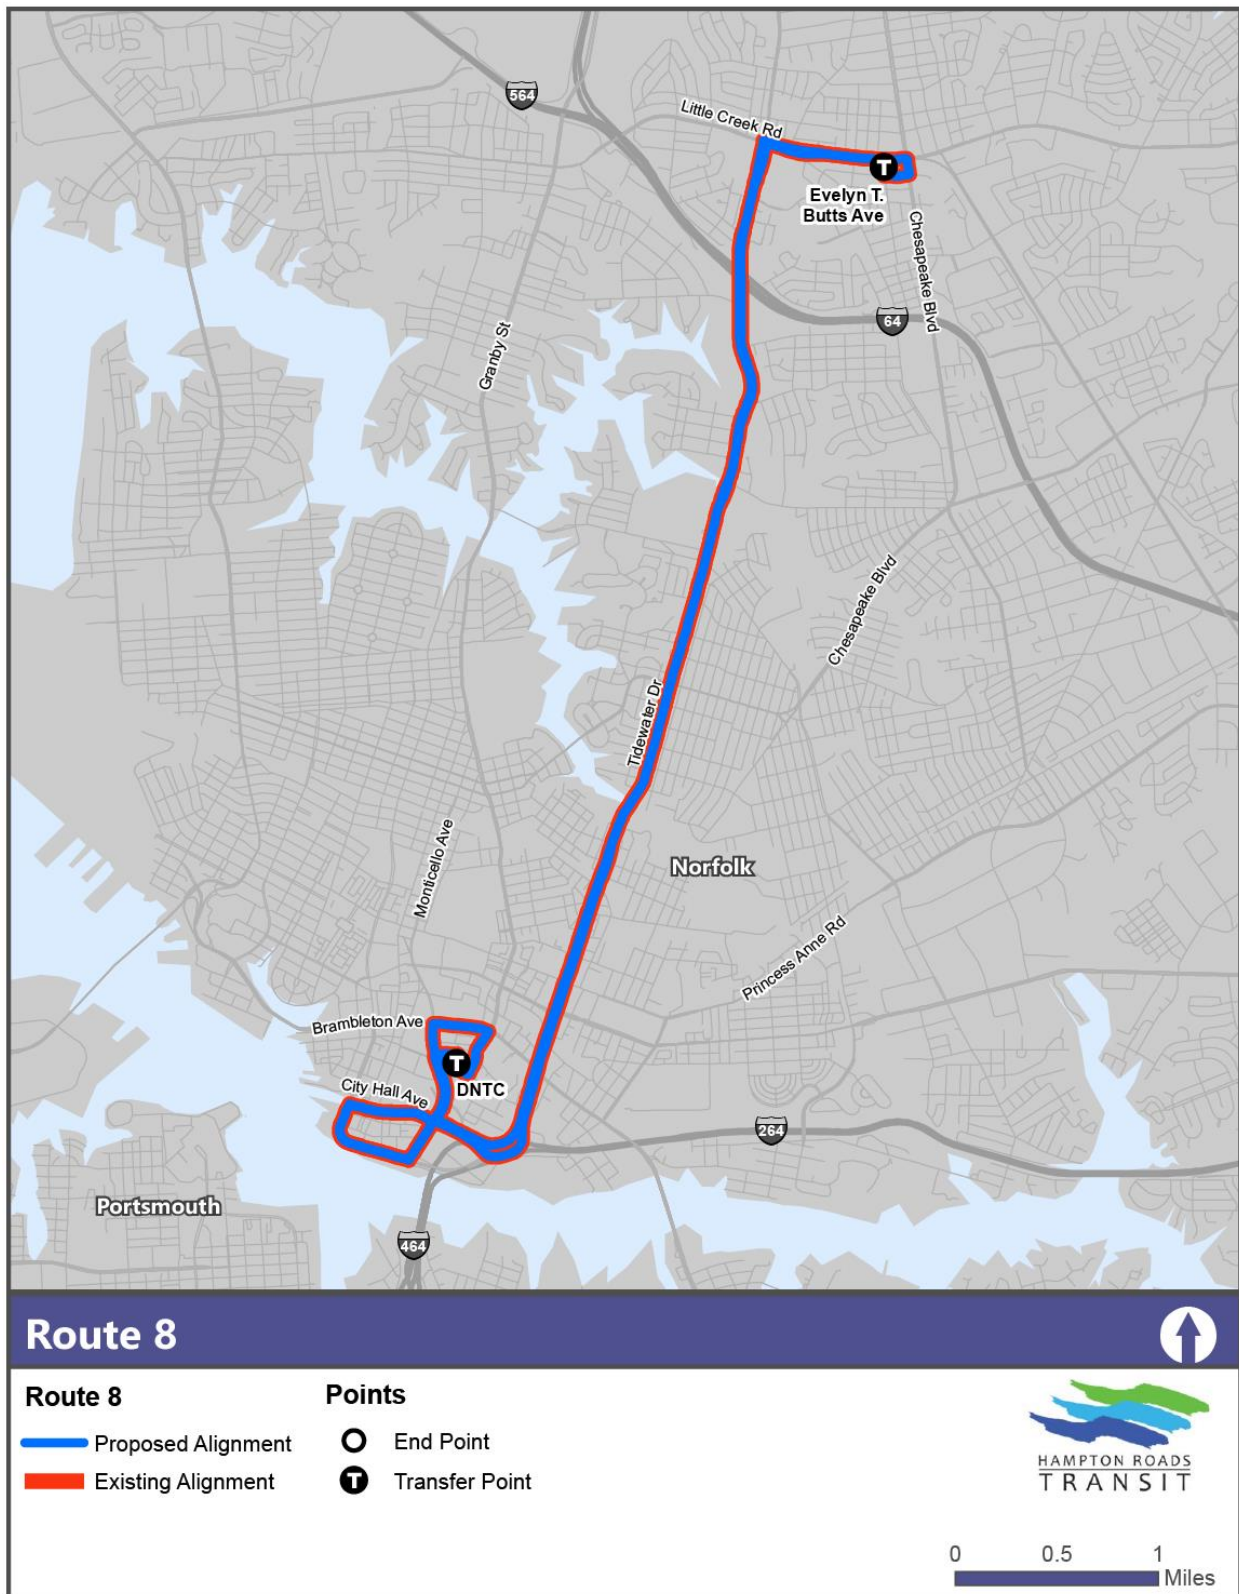 564
Little Creek Rd
T
Evelyn T.
Butts Ave
Chesapeake Blvd
64
Granby St
Chesapeake Blvd
Tidewater Dr
Monticello Ave
Norfolk
Princess Anne Rd
Brambleton Ave
T
DNTC
City Hall Ave
264
Portsmouth
464
Route 8
Route 8
Points
Proposed Alignment
End Point
Existing Alignment
T
Transfer Point
HAMPTON ROADS
TRANSIT
0 0.5 1
Miles